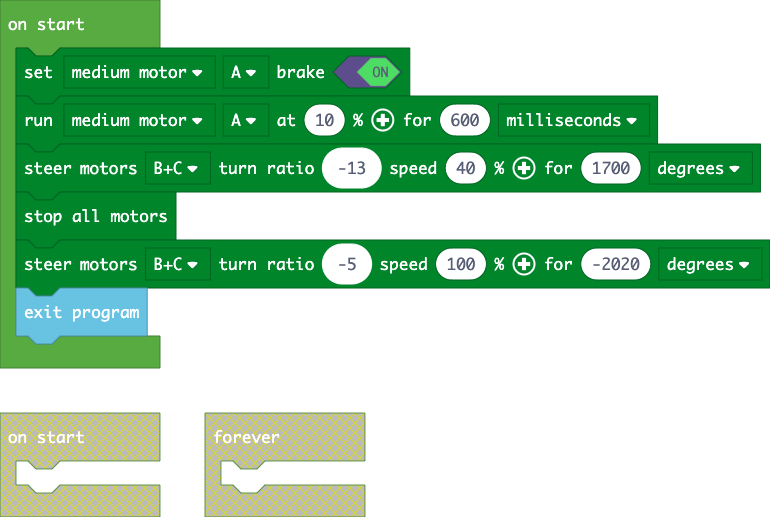 on start
set medium motor A brake ON
run medium motor A at 10 % for 600 milliseconds
steer motors B+C turn ratio -13 speed 40 % for 1700 degrees
stop all motors
steer motors B+C turn ratio -5 speed 100 % for -2020 degrees
exit program
on start forever